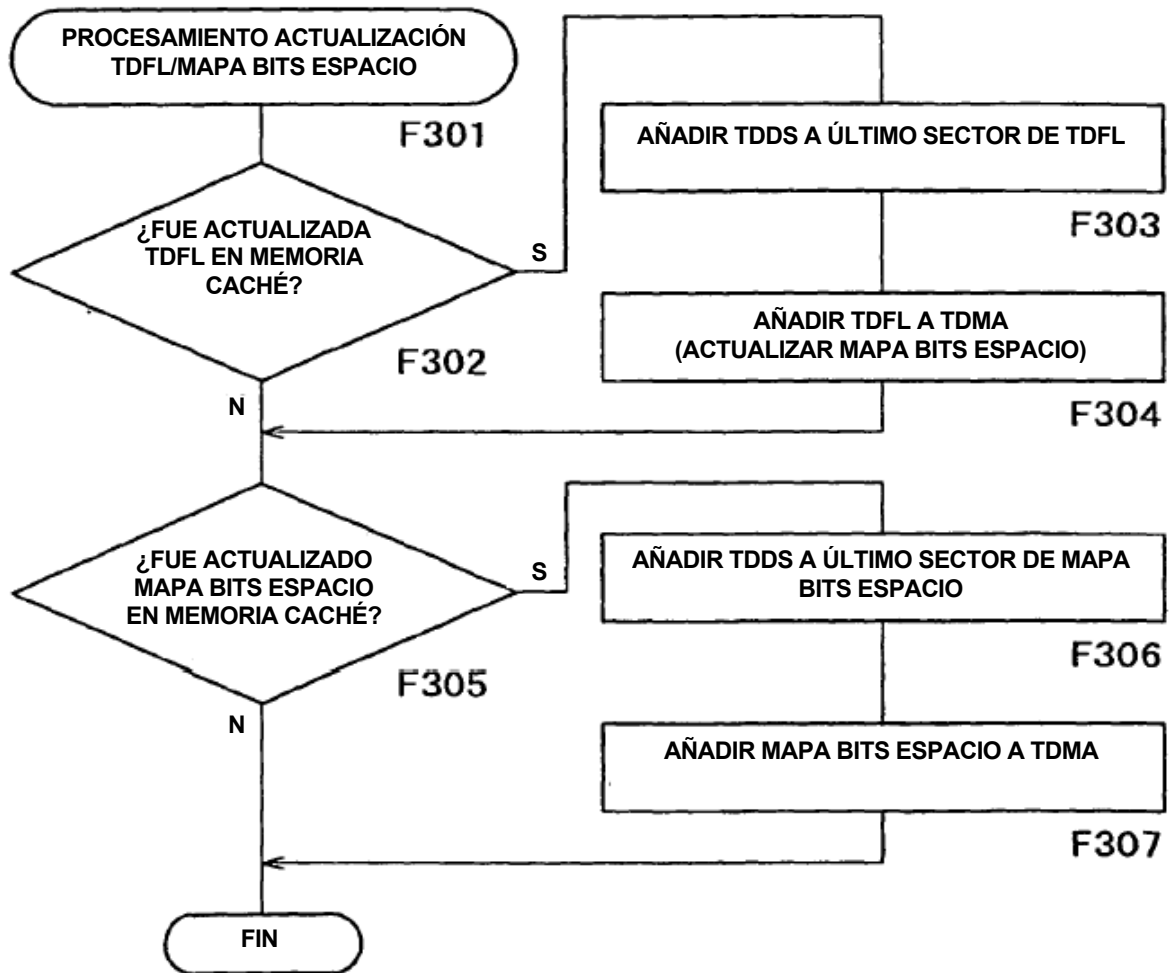 PROCESAMIENTO ACTUALIZACIÓN
TDFL/MAPA BITS ESPACIO
F301
¿FUE ACTUALIZADA
TDFL EN MEMORIA
CACHÉ?
S
F302
N
AÑADIR TDDS A ÚLTIMO SECTOR DE TDFL
F303
AÑADIR TDFL A TDMA
(ACTUALIZAR MAPA BITS ESPACIO)
F304
¿FUE ACTUALIZADO
MAPA BITS ESPACIO
EN MEMORIA CACHÉ?
S
F305
N
AÑADIR TDDS A ÚLTIMO SECTOR DE MAPA
BITS ESPACIO
F306
AÑADIR MAPA BITS ESPACIO A TDMA
F307
FIN